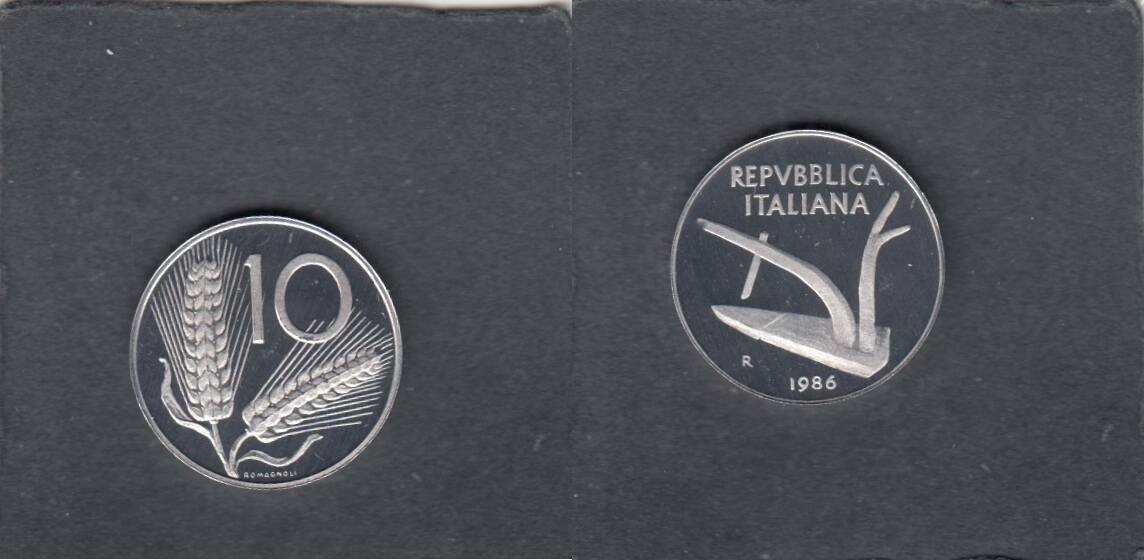 10
ROMAGNOLI
REPVBBLICA
ITALIANA
R
1986